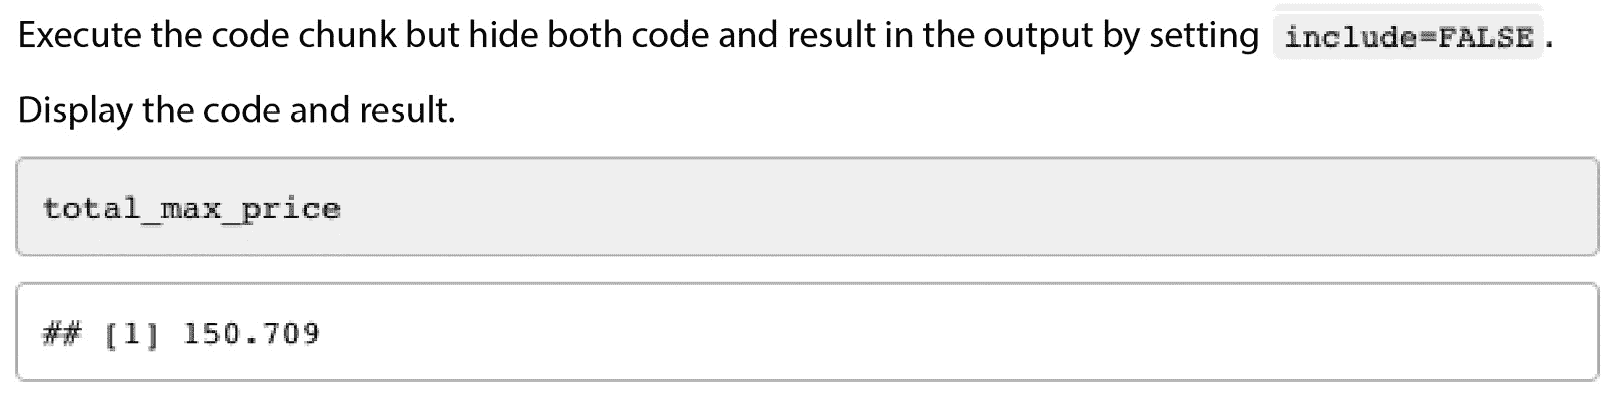 Execute the code chunk but hide both code and result in the output by setting include=FALSE.
Display the code and result.
total_max_price
## [1] 150.709